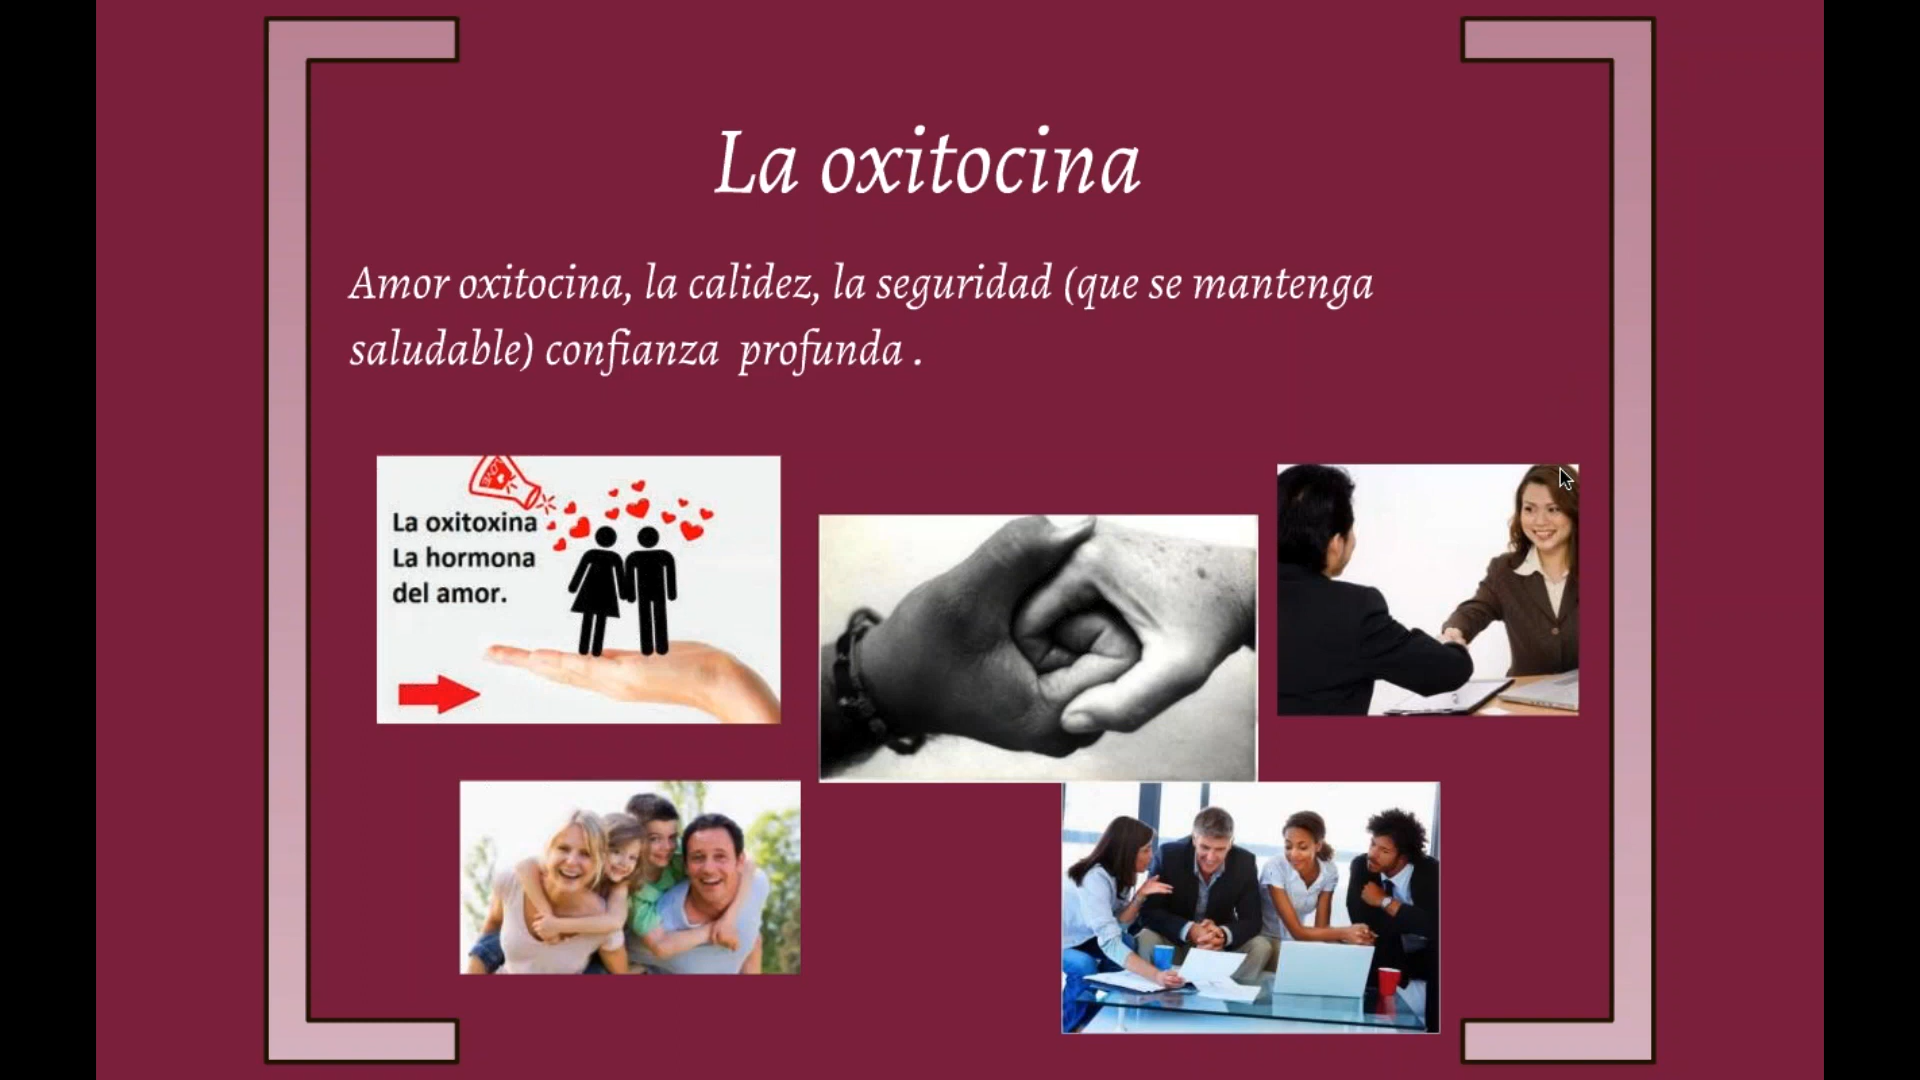 La oxitocina
Amor oxitocina, la calidez, la seguridad (que se mantenga
saludable) confianza profunda .
La oxitoxina
La hormona
del amor.